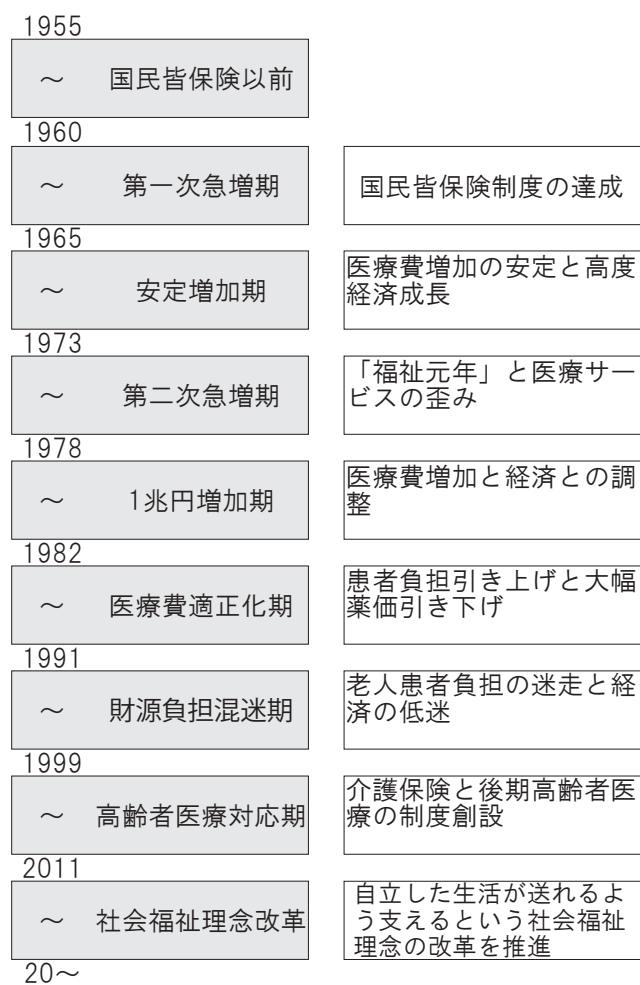 1955
～ 国民皆保険以前
1960
～ 第一次急増期
国民皆保険制度の達成
1965
～ 安定増加期
医療費増加の安定と高度
経済成長
1973
～ 第二次急増期
「福祉元年」と医療サー
ビスの歪み
1978
～ 1兆円増加期
医療費増加と経済との調
整
1982
～ 医療費適正化期
患者負担引き上げと大幅
薬価引き下げ
1991
～ 財源負担混迷期
老人患者負担の迷走と経
済の低迷
1999
～ 高齢者医療対応期
介護保険と後期高齢者医
療の制度創設
2011
～ 社会福祉理念改革
自立した生活が送れるよ
う支えるという社会福祉
理念の改革を推進
20～